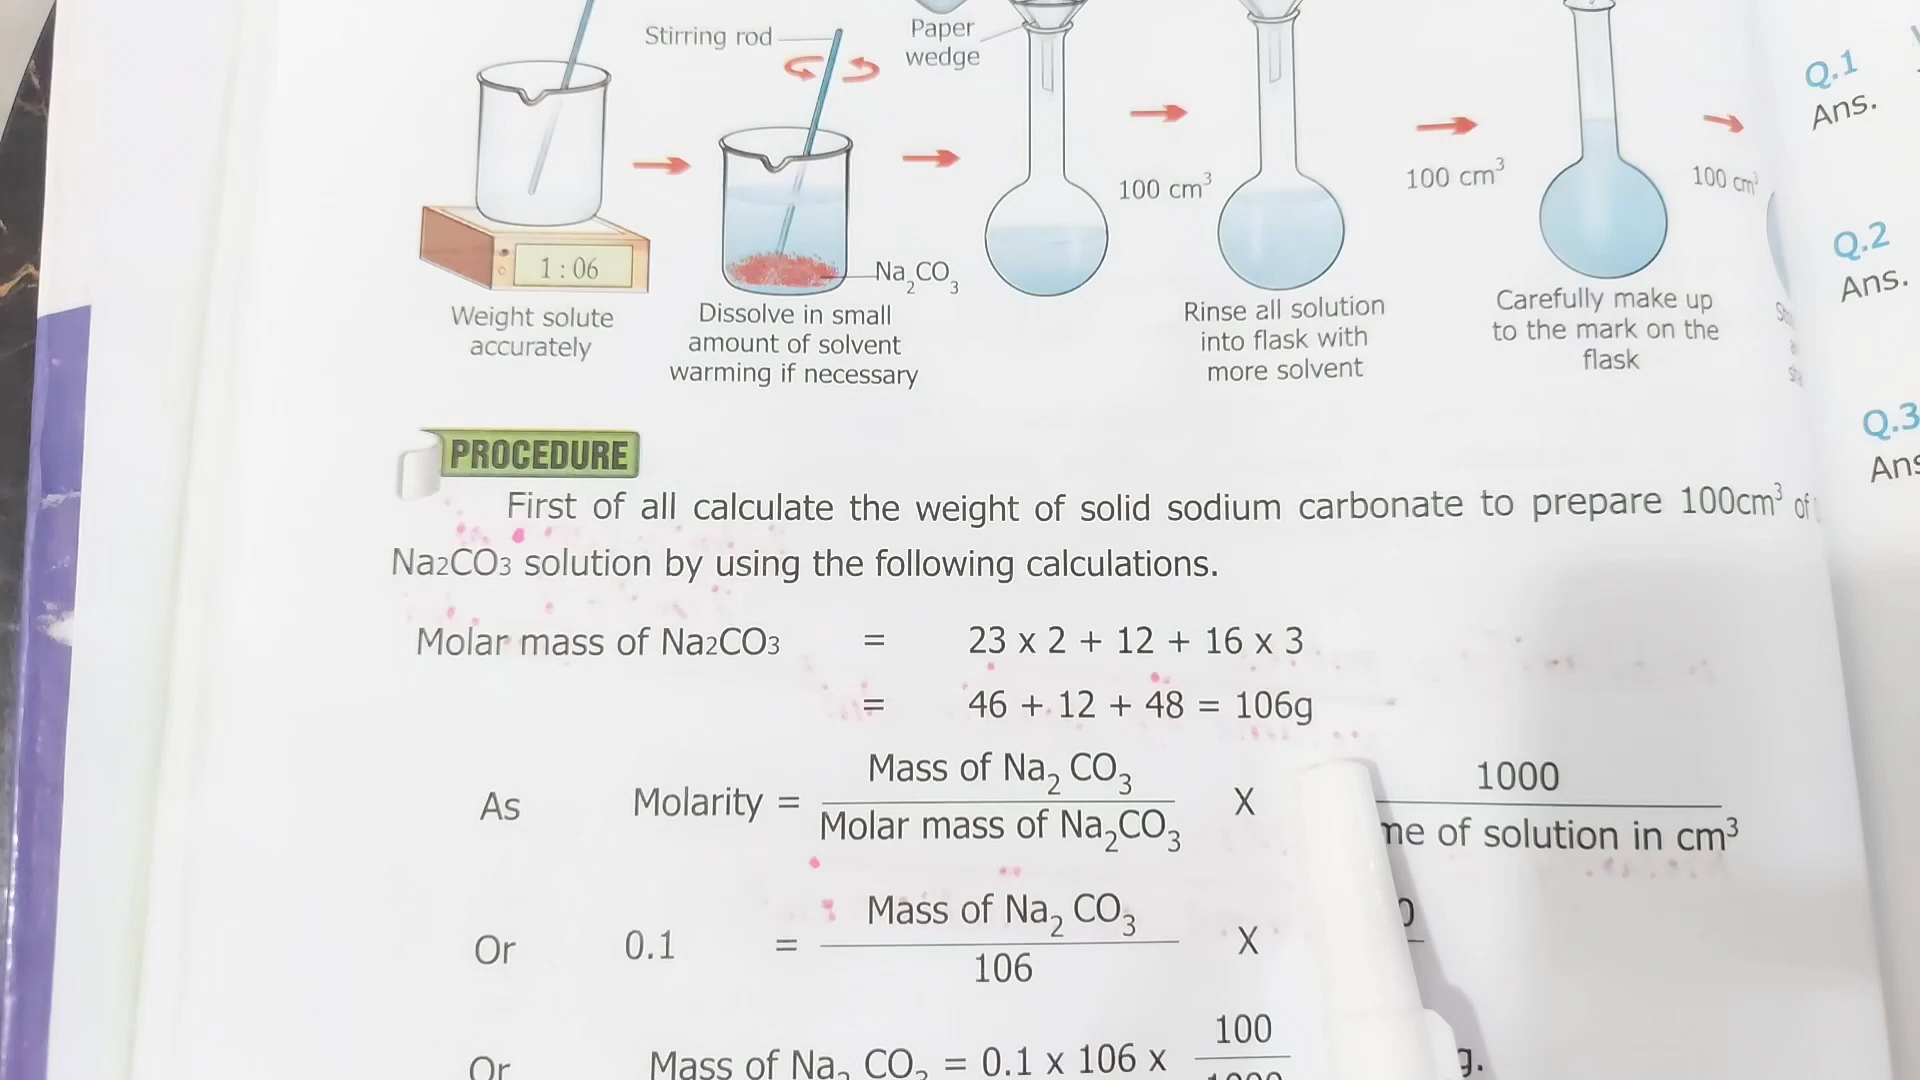 Stirring rod
Paper
wedge
1 : 06
Na2CO3
100 cm³
100 cm³
100 cm³
Weight solute
accurately
Dissolve in small
amount of solvent
warming if necessary
Rinse all solution
into flask with
more solvent
Carefully make up
to the mark on the
flask
PROCEDURE
First of all calculate the weight of solid sodium carbonate to prepare 100cm³ of
Na2CO3 solution by using the following calculations.
Molar mass of Na2CO3 = 23 x 2 + 12 + 16 x 3
= 46 + 12 + 48 = 106g
As Molarity = Mass of Na2 CO3 / Molar mass of Na2CO3 X 1000 / of solution in cm³
Or 0.1 = Mass of Na2 CO3 / 106 X
Or Mass of Na2 CO3 = 0.1 x 106 x 100 / 1000 g.
Q.1
Ans.
Q.2
Ans.
Q.3
Ans